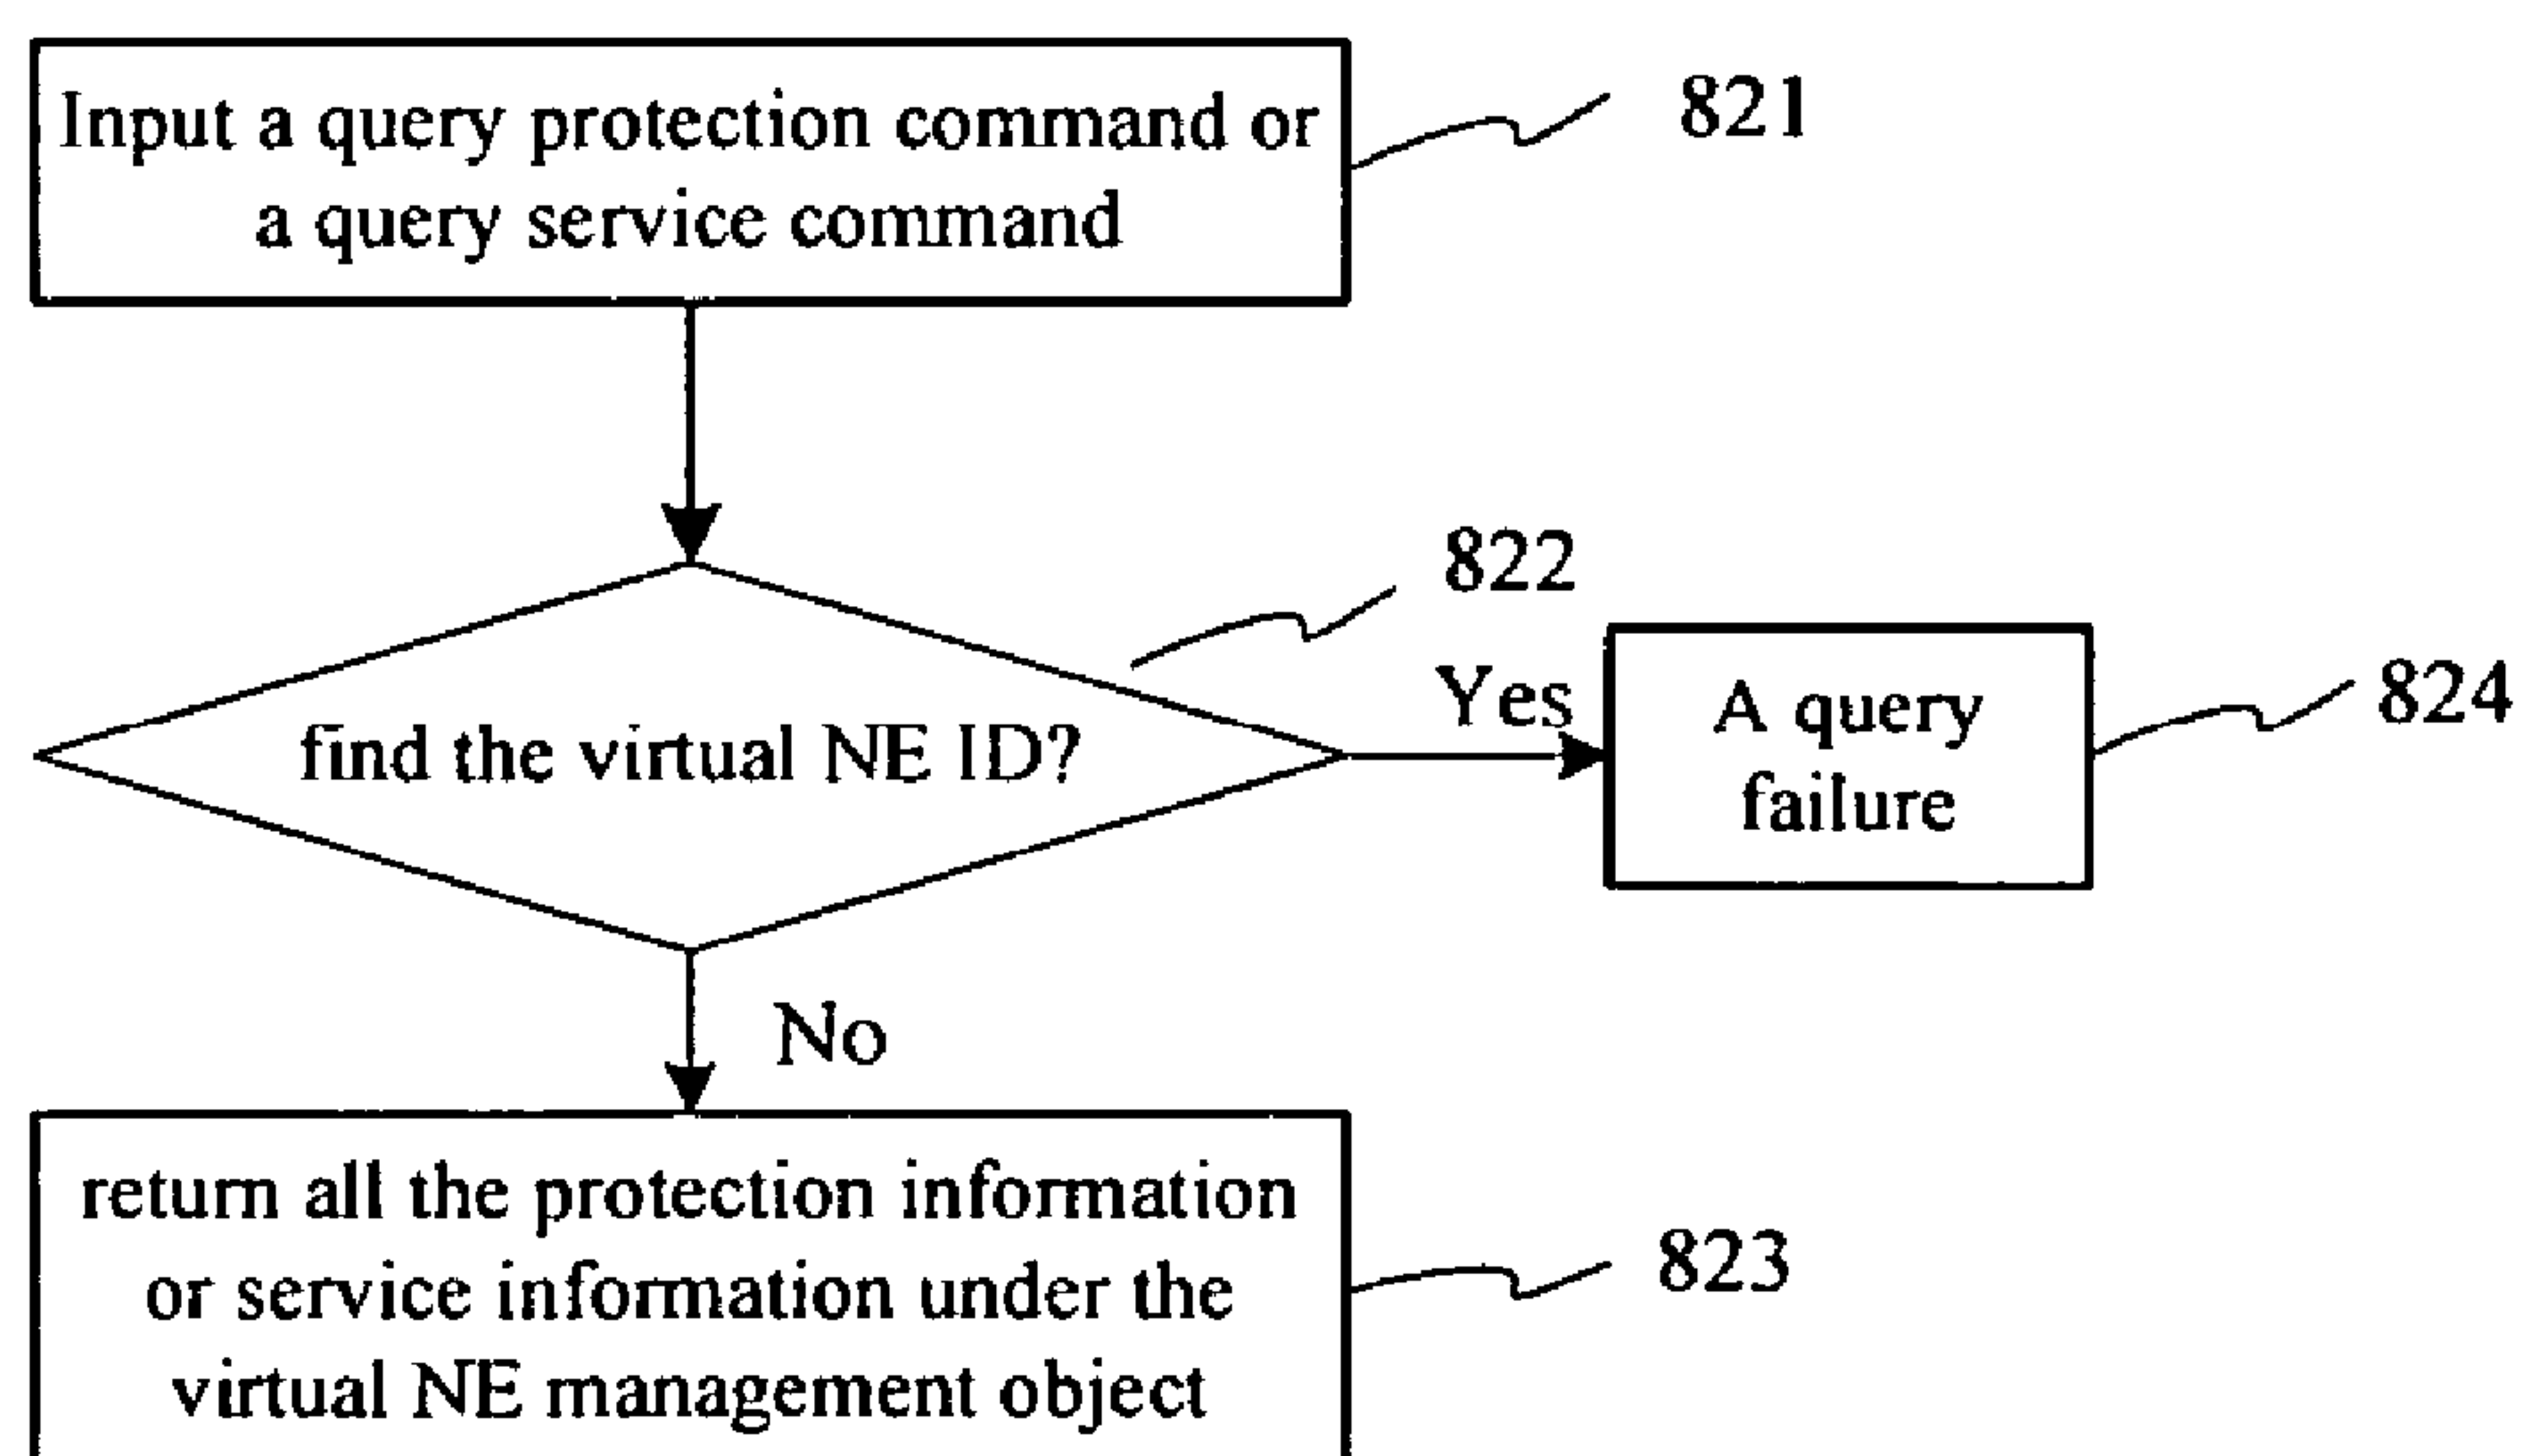 Input a query protection command or
a query service command
821
822
find the virtual NE ID?
Yes
A query
failure
824
No
return all the protection information
or service information under the
virtual NE management object
823